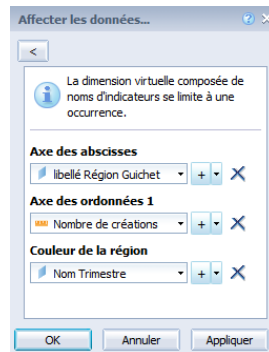 Affecter les données...
<
La dimension virtuelle composée de
noms d'indicateurs se limite à une
occurrence.
Axe des abscisses
libellé Région Guichet
+
Axe des ordonnées 1
Nombre de créations
+
Couleur de la région
Nom Trimestre
+
OK Annuler Appliquer